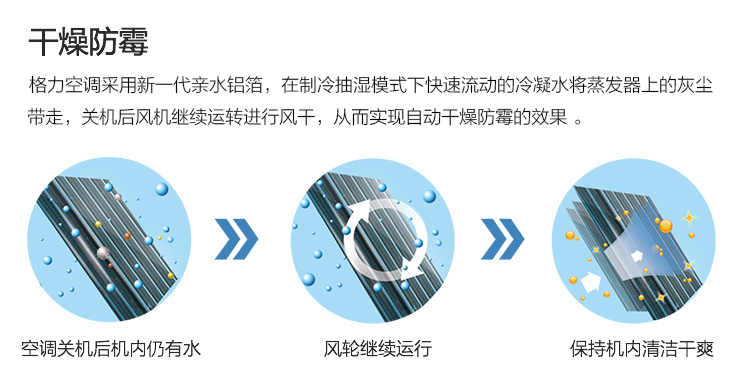 干燥防霉
格力空调采用新一代亲水铝箔，在制冷抽湿模式下快速流动的冷凝水将蒸发器上的灰尘
带走，关机后风机继续运转进行风干，从而实现自动干燥防霉的效果 。
空调关机后机内仍有水
风轮继续运行
保持机内清洁干爽